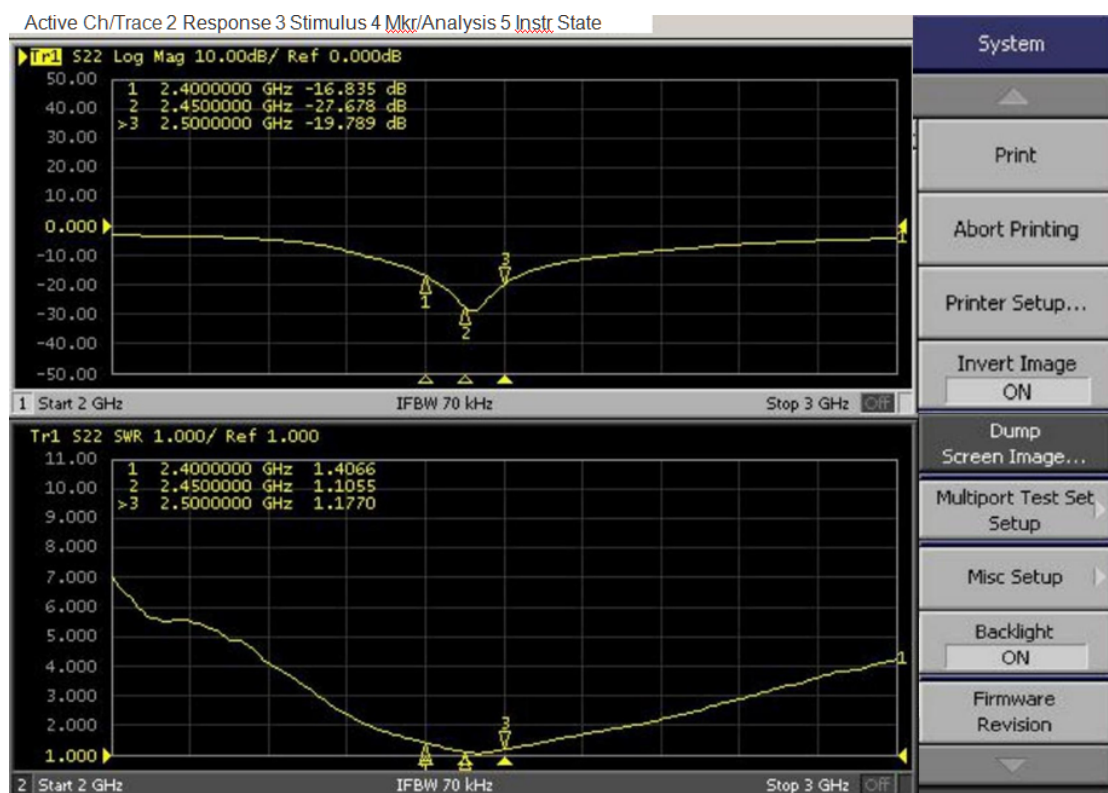 Active Ch/Trace 2 Response 3 Stimulus 4 Mkr/Analysis 5 Instr State
Tr1 S22 Log Mag 10.00dB/ Ref 0.000dB
50.00
40.00
30.00
20.00
10.00
0.000
-10.00
-20.00
-30.00
-40.00
-50.00
1 2.4000000 GHz -16.835 dB
2 2.4500000 GHz -27.678 dB
>3 2.5000000 GHz -19.789 dB
1
2
3
1
1 Start 2 GHz IFBW 70 kHz Stop 3 GHz Off
Tr1 S22 SWR 1.000/ Ref 1.000
11.00
10.00
9.000
8.000
7.000
6.000
5.000
4.000
3.000
2.000
1.000
1 2.4000000 GHz 1.4066
2 2.4500000 GHz 1.1055
>3 2.5000000 GHz 1.1770
3
1
2 Start 2 GHz IFBW 70 kHz Stop 3 GHz Off
System
Print
Abort Printing
Printer Setup...
Invert Image
ON
Dump
Screen Image...
Multiport Test Set
Setup
Misc Setup
Backlight
ON
Firmware
Revision